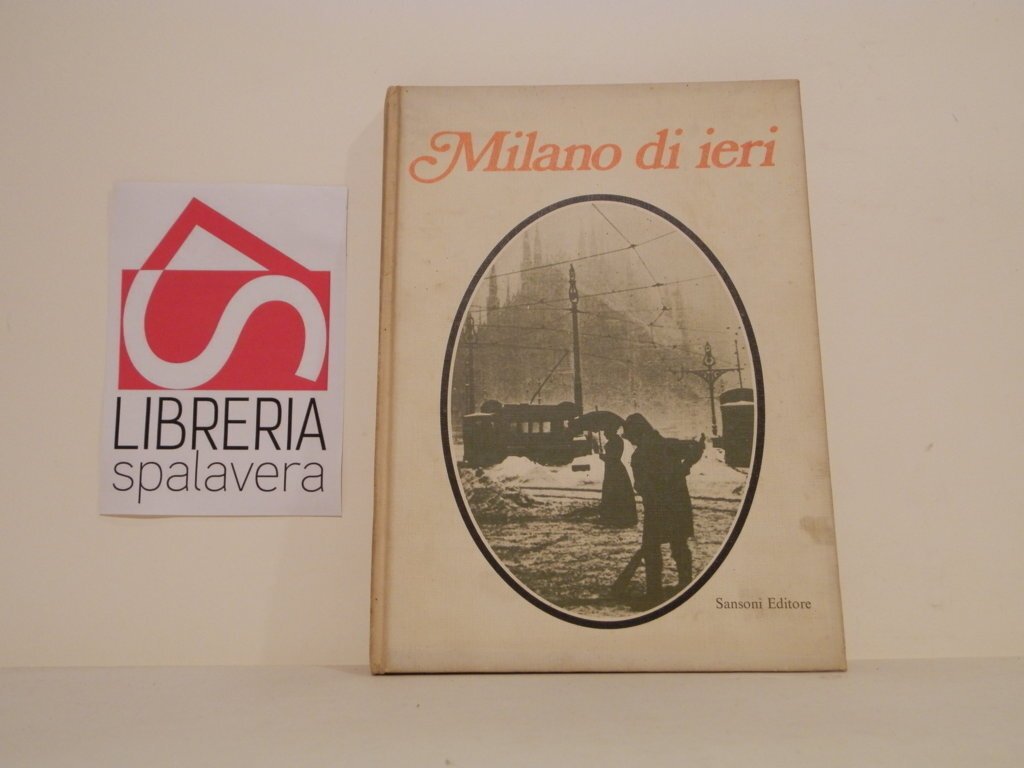 Milano di ieri
LIBRERIA
spalavera
Sansoni Editore